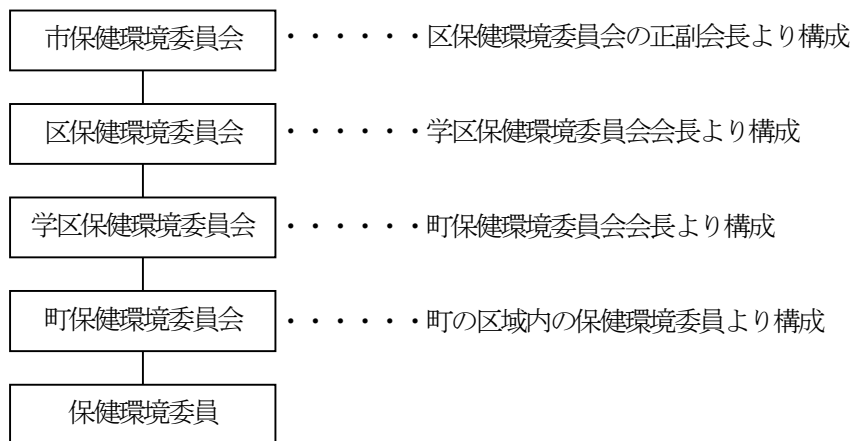 市保健環境委員会 ・・・・・・区保健環境委員会の正副会長より構成
区保健環境委員会 ・・・・・・学区保健環境委員会会長より構成
学区保健環境委員会 ・・・・・・町保健環境委員会会長より構成
町保健環境委員会 ・・・・・・町の区域内の保健環境委員より構成
保健環境委員